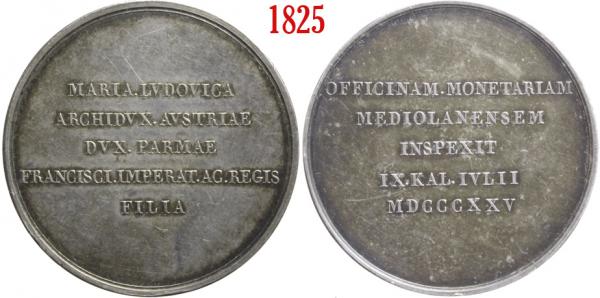 1825
MARIA.LVDOVICA
ARCHIDVX.AVSTRIAE
DVX.PARMAE
FRANCISCI.IMPERAT.AC.REGIS
FILIA
OFFICINAM.MONETARIAM
MEDIOLANENSEM
INSPEXIT
IX.KAL.IVLII
MDCCCXXV